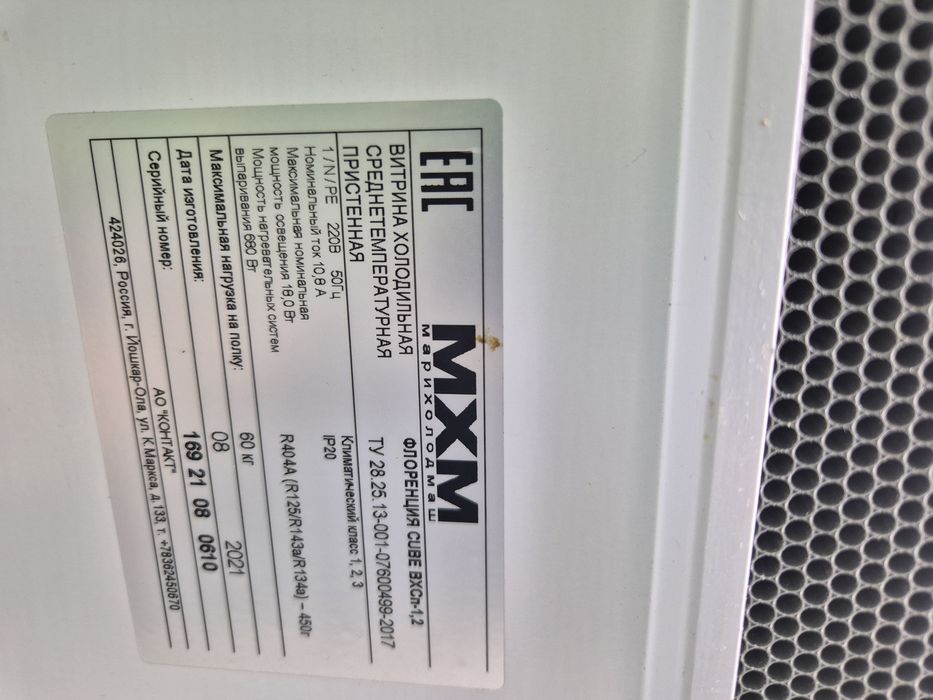 EAC
МХМ
марихолодмаш
ВИТРИНА ХОЛОДИЛЬНАЯ
СРЕДНЕТЕМПЕРАТУРНАЯ
ПРИСТЕННАЯ
ФЛОРЕНЦИЯ CUBE ВХСп-1,2
ТУ 28.25.13-001-07600499-2017
1/N/PE 220В 50Гц
Номинальный ток 10,8 А
Климатический класс 1, 2, 3
IP20
Максимальная номинальная
мощность освещения 18,0 Вт
R404A (R125/R143a/R134a) – 450г
Мощность нагревательных систем
выпаривания 680 Вт
Максимальная нагрузка на полку: 60 кг
Дата изготовления: 08 2021
Серийный номер: 169 21 08 0610
АО "КОНТАКТ"
424026, Россия, г. Йошкар-Ола, ул. К.Маркса, д.133, т. +78362450670